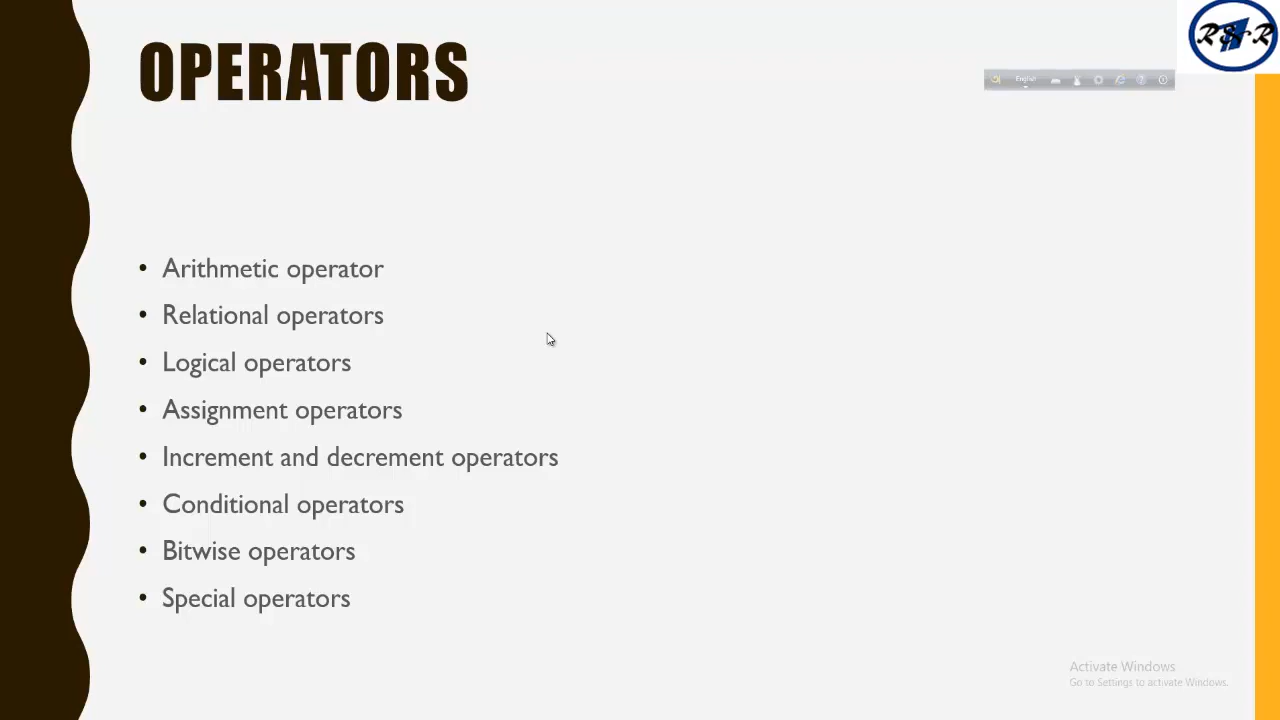 OPERATORS
R&R
English
• Arithmetic operator
• Relational operators
• Logical operators
• Assignment operators
• Increment and decrement operators
• Conditional operators
• Bitwise operators
• Special operators
Activate Windows
Go to Settings to activate Windows.